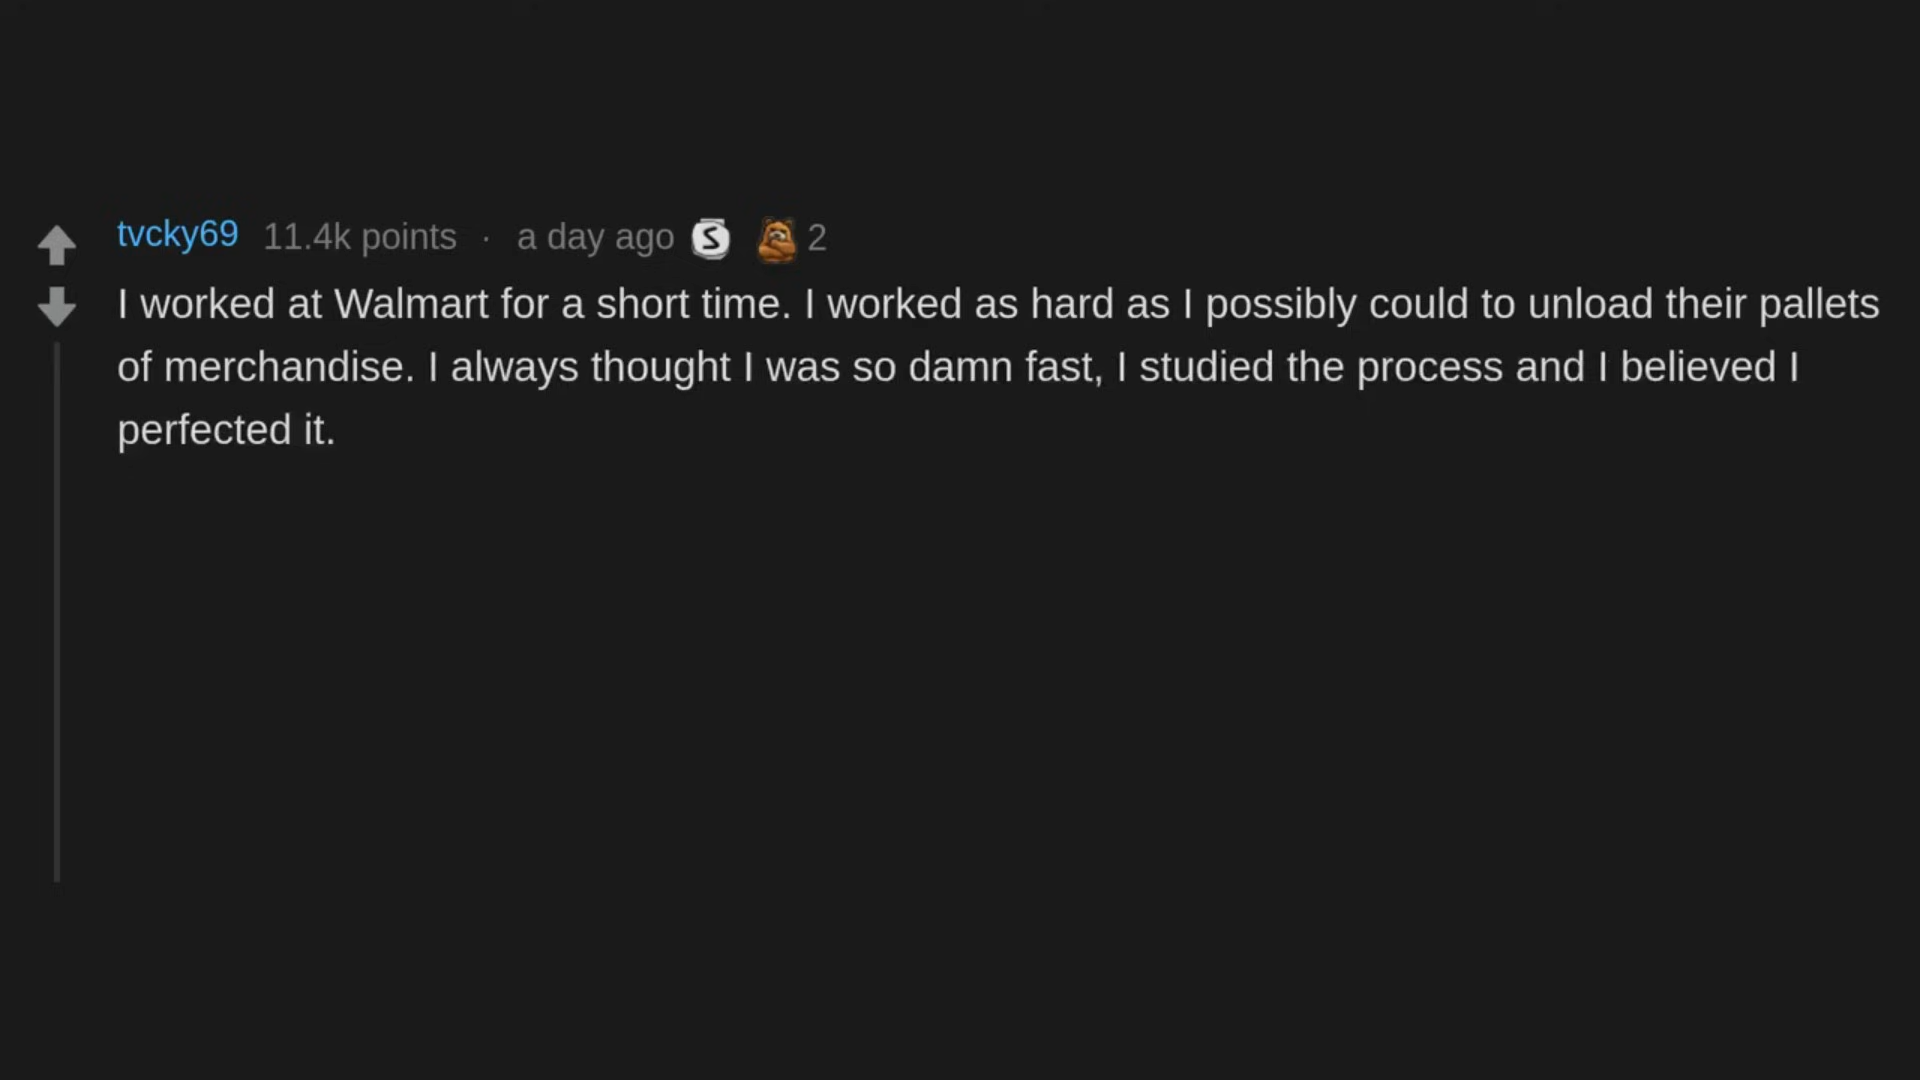 tvcky69 11.4k points · a day ago S 2
I worked at Walmart for a short time. I worked as hard as I possibly could to unload their pallets
of merchandise. I always thought I was so damn fast, I studied the process and I believed I
perfected it.